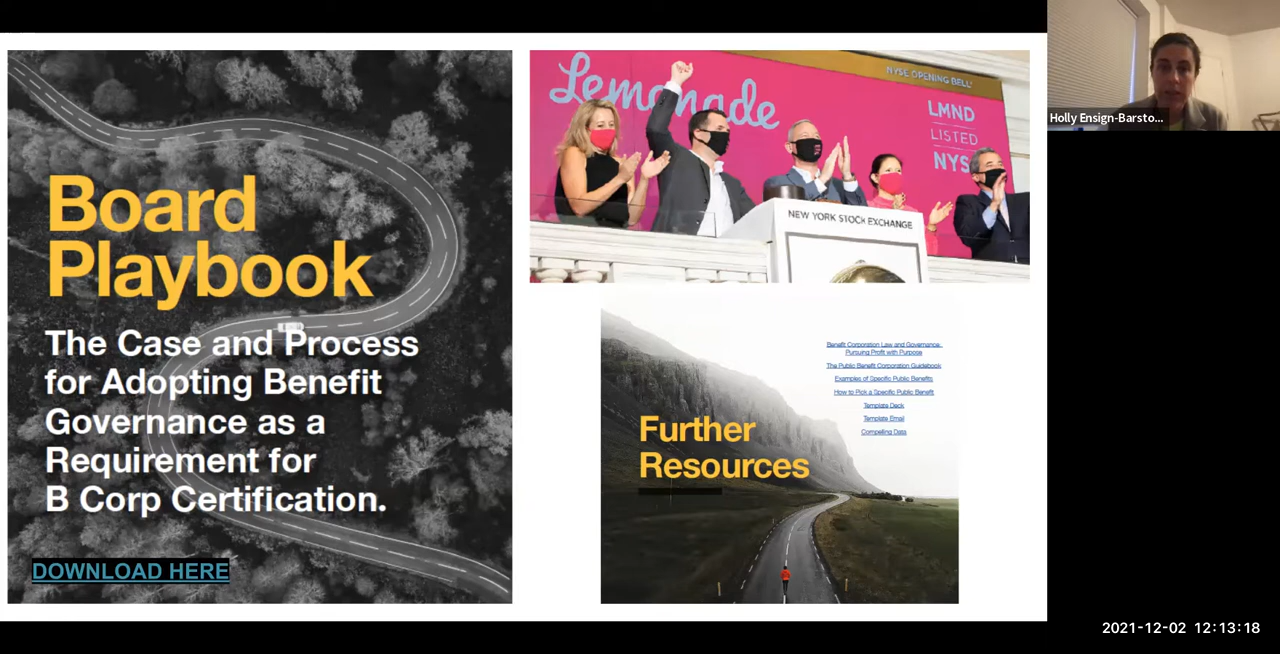 Board
Playbook
The Case and Process
for Adopting Benefit
Governance as a
Requirement for
B Corp Certification.
DOWNLOAD HERE
Lemonade
NYSE OPENING BELL
LMND
LISTED
NYS
NEW YORK STOCK EXCHANGE
Benefit Corporation Law and Governance
Pursuing Profit with Purpose
The Public Benefit Corporation Guidebook
Examples of Specific Public Benefits
How to Pick a Specific Public Benefit
Template Deck
Template Email
Compelling Data
Further
Resources
Holly Ensign-Barsto...
2021-12-02 12:13:18